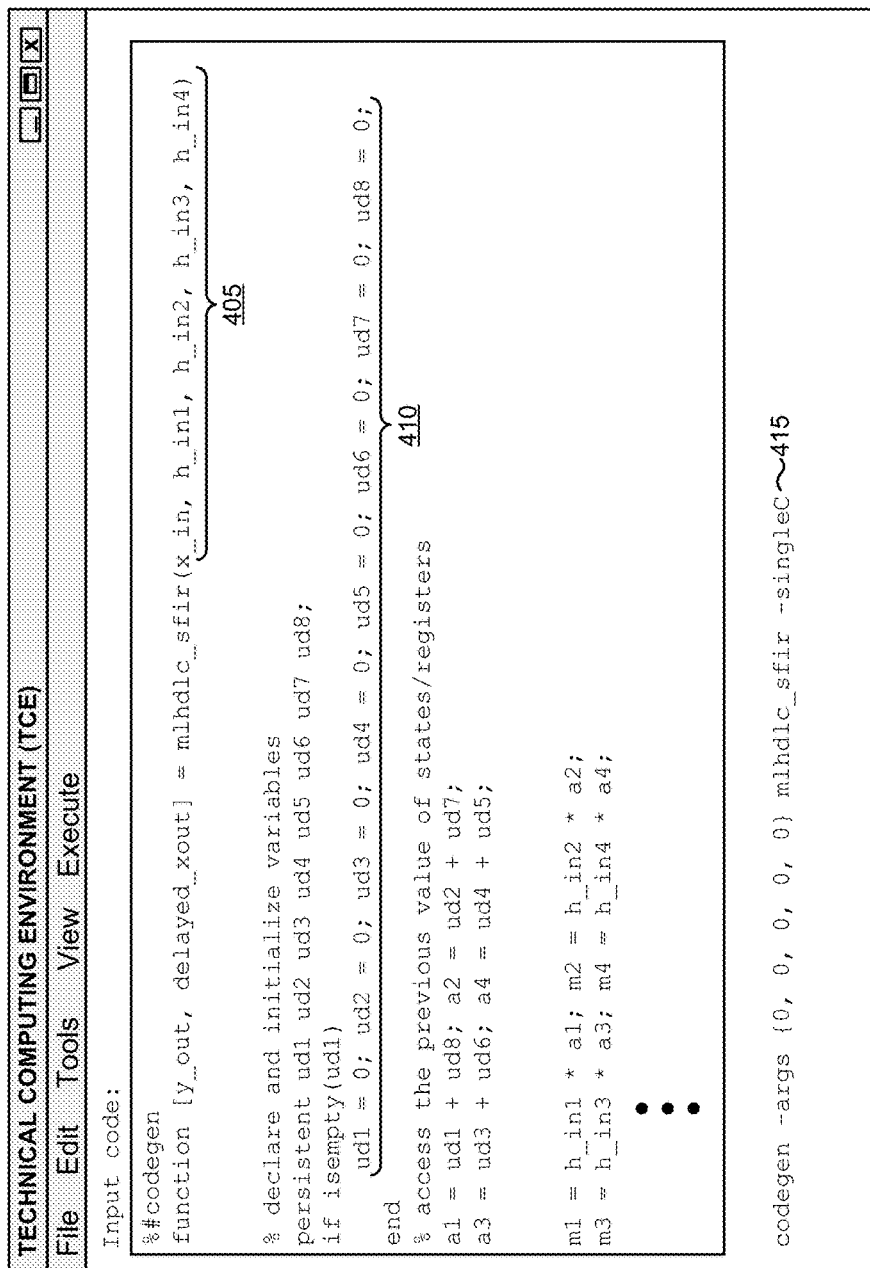 TECHNICAL COMPUTING ENVIRONMENT (TCE)
File Edit Tools View Execute
Input code:
%#codegen
function [y_out, delayed_xout] = mlhdlc_sfir(x_in, h_in1, h_in2, h_in3, h_in4)
405
% declare and initialize variables
persistent ud1 ud2 ud3 ud4 ud5 ud6 ud7 ud8;
if isempty(ud1)
ud1 = 0; ud2 = 0; ud3 = 0; ud4 = 0; ud5 = 0; ud6 = 0; ud7 = 0; ud8 = 0;
410
end
% access the previous value of states/registers
a1 = ud1 + ud8; a2 = ud2 + ud7;
a3 = ud3 + ud6; a4 = ud4 + ud5;
m1 = h_in1 * a1; m2 = h_in2 * a2;
m3 = h_in3 * a3; m4 = h_in4 * a4;
codegen -args {0, 0, 0, 0, 0} mlhdlc_sfir -singleC ~415